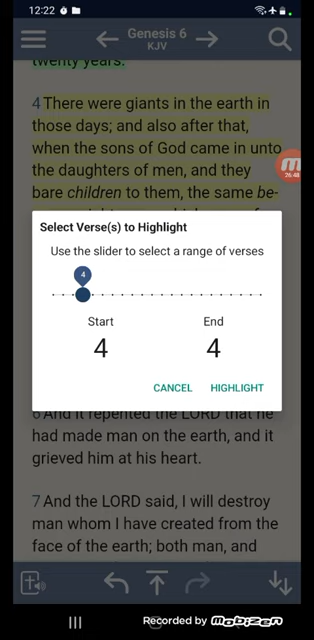 12:22
Genesis 6
KJV
twenty years.
4 There were giants in the earth in
those days; and also after that,
when the sons of God came in unto
the daughters of men, and they
bare children to them, the same be-
26:48
Select Verse(s) to Highlight
Use the slider to select a range of verses
4
Start End
4 4
CANCEL HIGHLIGHT
6 And it repented the LORD that he
had made man on the earth, and it
grieved him at his heart.
7 And the LORD said, I will destroy
man whom I have created from the
face of the earth; both man, and
Recorded by mobizen